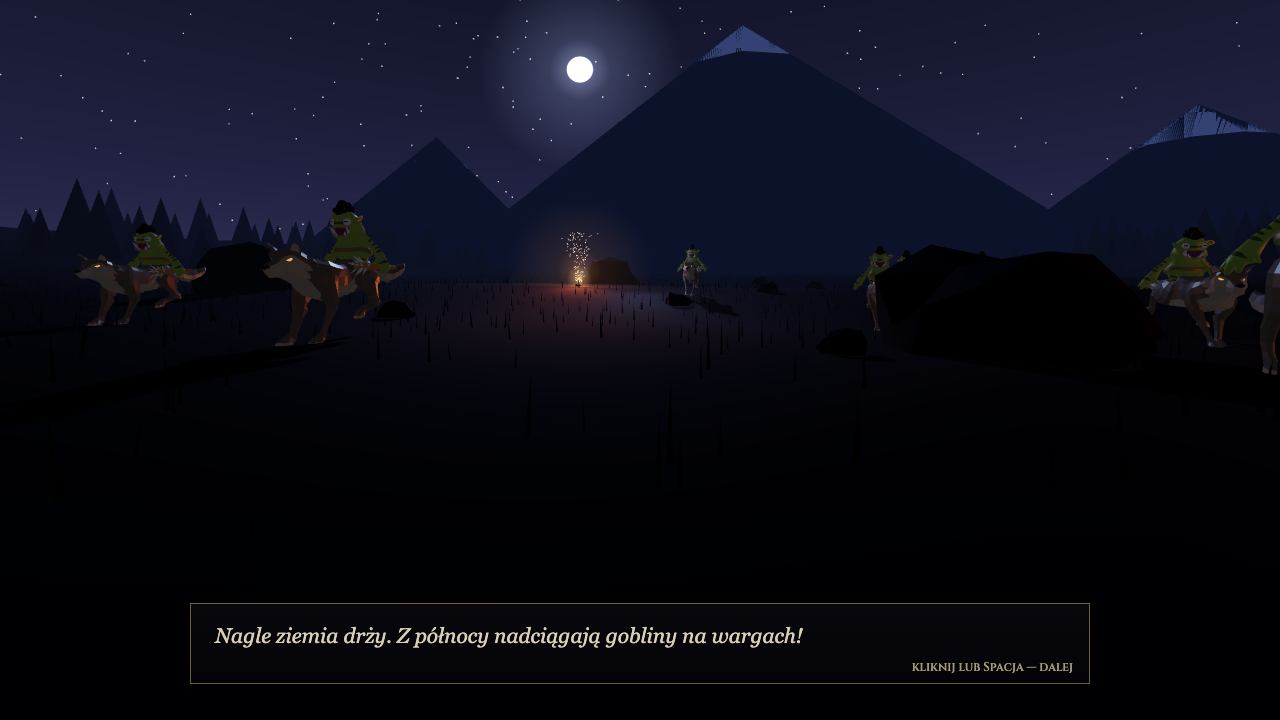 Nagle ziemia drży. Z północy nadciągają gobliny na wargach!
KLIKNIJ LUB SPACJA — DALEJ